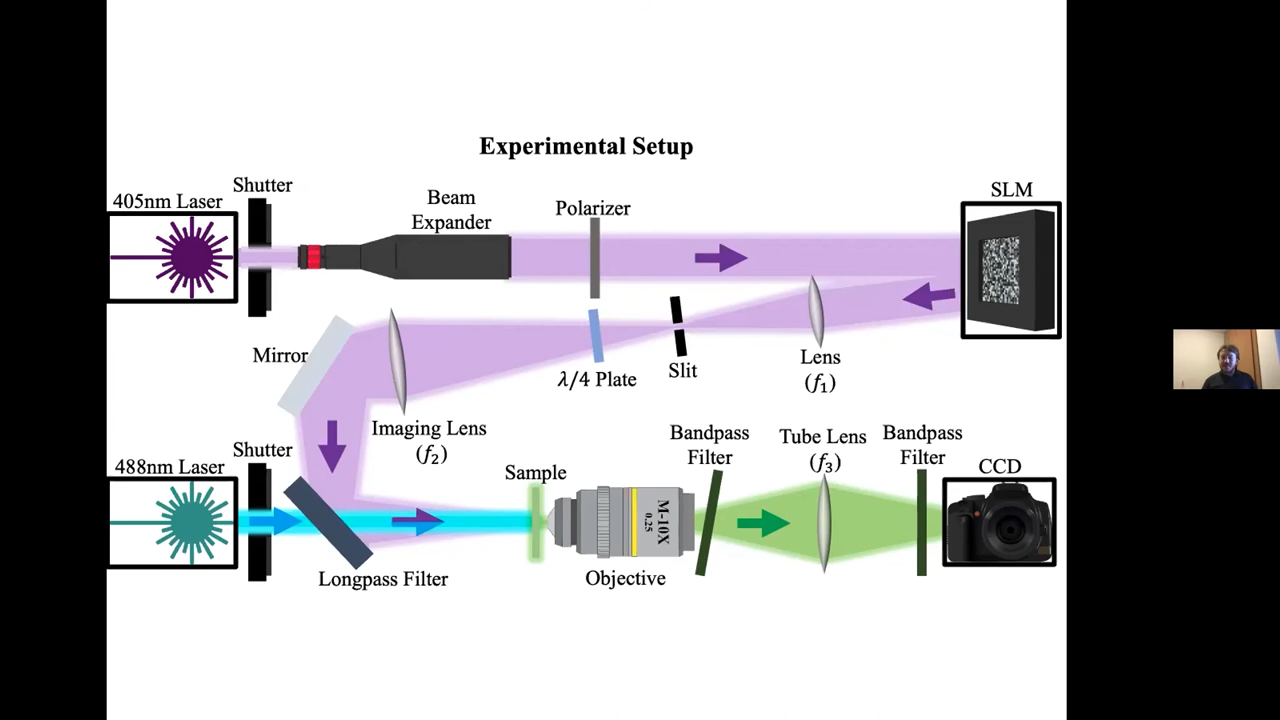 Experimental Setup
405nm Laser
Shutter
Beam
Expander
Polarizer
SLM
Mirror
Imaging Lens
(f₂)
λ/4 Plate
Slit
Lens
(f₁)
488nm Laser
Shutter
Longpass Filter
Sample
M-10X
0.25
Objective
Bandpass
Filter
Tube Lens
(f₃)
Bandpass
Filter
CCD